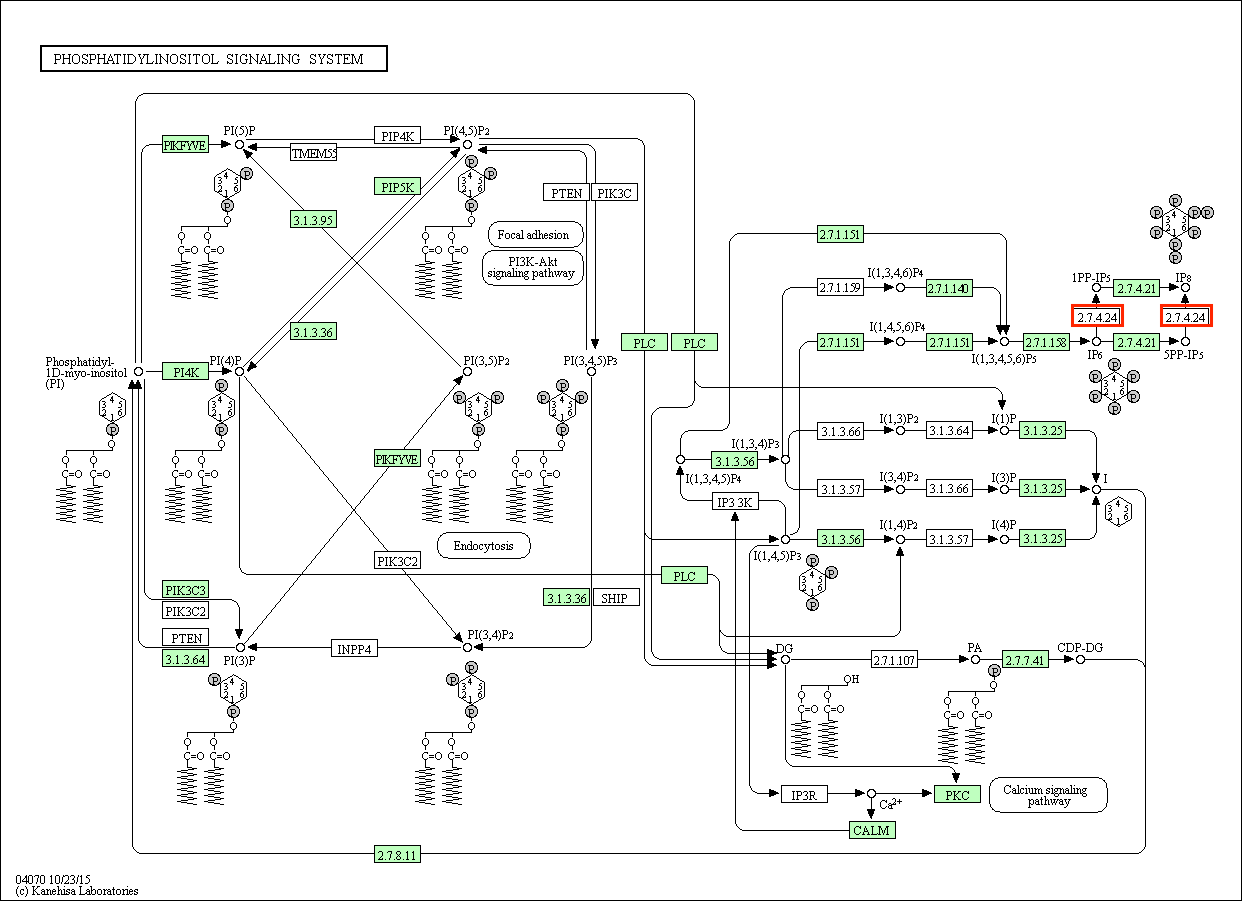 PHOSPHATIDYLINOSITOL SIGNALING SYSTEM
PIKFYVE
PI(5)P
PIP4K
TMEM55
PI(4,5)P2
PIP5K
3.1.3.95
PTEN
PIK3C
Focal adhesion
PI3K-Akt
signaling pathway
3.1.3.36
Phosphatidyl-
1D-myo-inositol
(PI)
PI4K
PI(4)P
PI(3,5)P2
PI(3,4,5)P3
PLC
PLC
PIKFYVE
Endocytosis
PIK3C2
PLC
PIK3C3
PIK3C2
PTEN
3.1.3.64
PI(3)P
INPP4
PI(3,4)P2
3.1.3.36
SHIP
2.7.1.151
I(1,3,4,6)P4
2.7.1.159
2.7.1.140
I(1,4,5,6)P4
2.7.1.151
2.7.1.151
I(1,3,4,5,6)P5
2.7.1.158
IP6
1PP-IP5
2.7.4.21
IP8
2.7.4.24
2.7.4.24
2.7.4.21
5PP-IP5
I(1,3,4)P3
3.1.3.56
I(1,3,4,5)P4
IP3 3K
I(1,4,5)P3
3.1.3.66
I(1,3)P2
3.1.3.64
I(1)P
3.1.3.25
3.1.3.57
I(3,4)P2
3.1.3.66
I(3)P
3.1.3.25
I
3.1.3.56
I(1,4)P2
3.1.3.57
I(4)P
3.1.3.25
DG
2.7.1.107
PA
2.7.7.41
CDP-DG
OH
IP3R
Ca2+
PKC
CALM
Calcium signaling
pathway
2.7.8.11
04070 10/23/15
(c) Kanehisa Laboratories